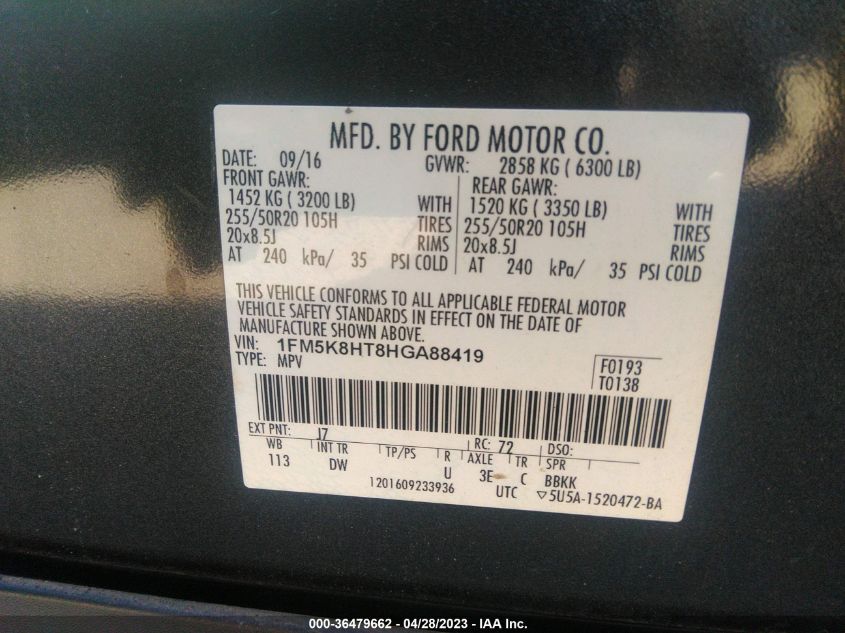 MFD. BY FORD MOTOR CO.
DATE: 09/16 GVWR: 2858 KG ( 6300 LB)
FRONT GAWR: REAR GAWR:
1452 KG ( 3200 LB) WITH 1520 KG ( 3350 LB) WITH
255/50R20 105H TIRES 255/50R20 105H TIRES
20x8.5J RIMS 20x8.5J RIMS
AT 240 kPa/ 35 PSI COLD AT 240 kPa/ 35 PSI COLD
THIS VEHICLE CONFORMS TO ALL APPLICABLE FEDERAL MOTOR
VEHICLE SAFETY STANDARDS IN EFFECT ON THE DATE OF
MANUFACTURE SHOWN ABOVE.
VIN: 1FM5K8HT8HGA88419
TYPE: MPV
F0193
T0138
EXT PNT: J7 RC: 72 DSO:
WB INT TR TP/PS R AXLE TR SPR
113 DW U 3E C BBKK
1201609233936 UTC ▽5U5A-1520472-BA
000-36479662 - 04/28/2023 - IAA Inc.